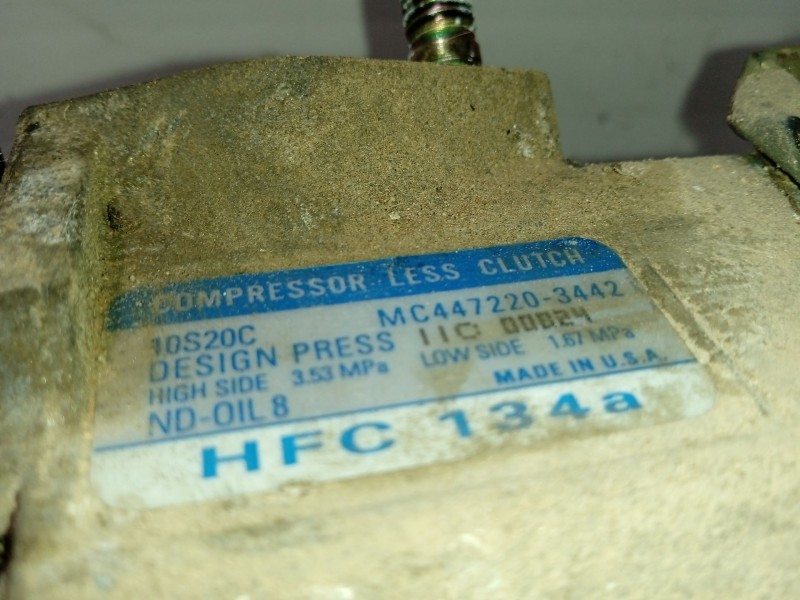 COMPRESSOR LESS CLUTCH
10S20C MC447220-3442
DESIGN PRESS 11C 00824
HIGH SIDE 3.53 MPa LOW SIDE 1.67 MPa
ND-OIL 8 MADE IN U.S.A.
HFC 134a